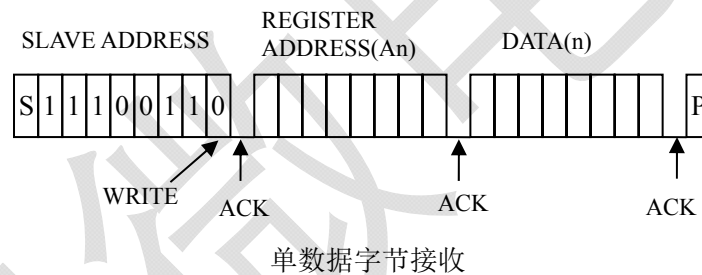 SLAVE ADDRESS
REGISTER
ADDRESS(An)
DATA(n)
S 1 1 1 0 0 1 1 0 P
WRITE
ACK
ACK
ACK
单数据字节接收